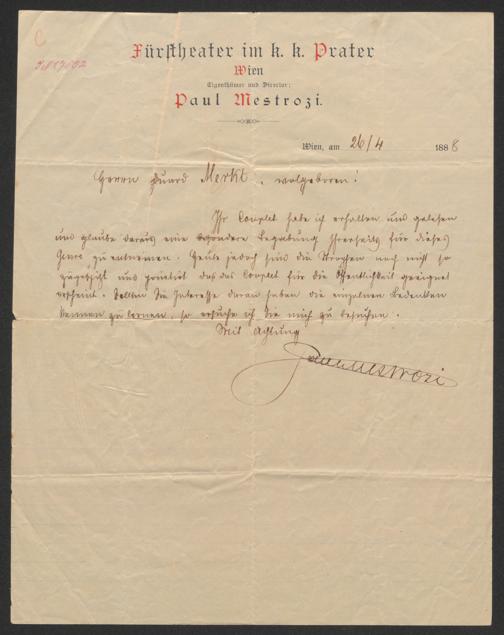 C
Fürsttheater im k. k. Prater
Wien
Eigenthümer und Director:
Paul Mestrozi.
Wien, am 26/4 1888
Herrn Eduard Merkt, wolgeboren!
Ihr Couplet habe ich erhalten und gelesen
und glaube daraus eine besondere Begabung Ihrerseits für dieses
Genre zu entnehmen. Heute jedoch sind die Strophen noch nicht so
zugespitzt und pointirt daß das Couplet für die Öffentlichkeit geeignet
erscheint. Sollten Sie Interesse daran haben die einzelnen Bedenken
kennen zu lernen, so ersuche ich Sie mich zu besuchen.
Mit Achtung
Paul Mestrozi